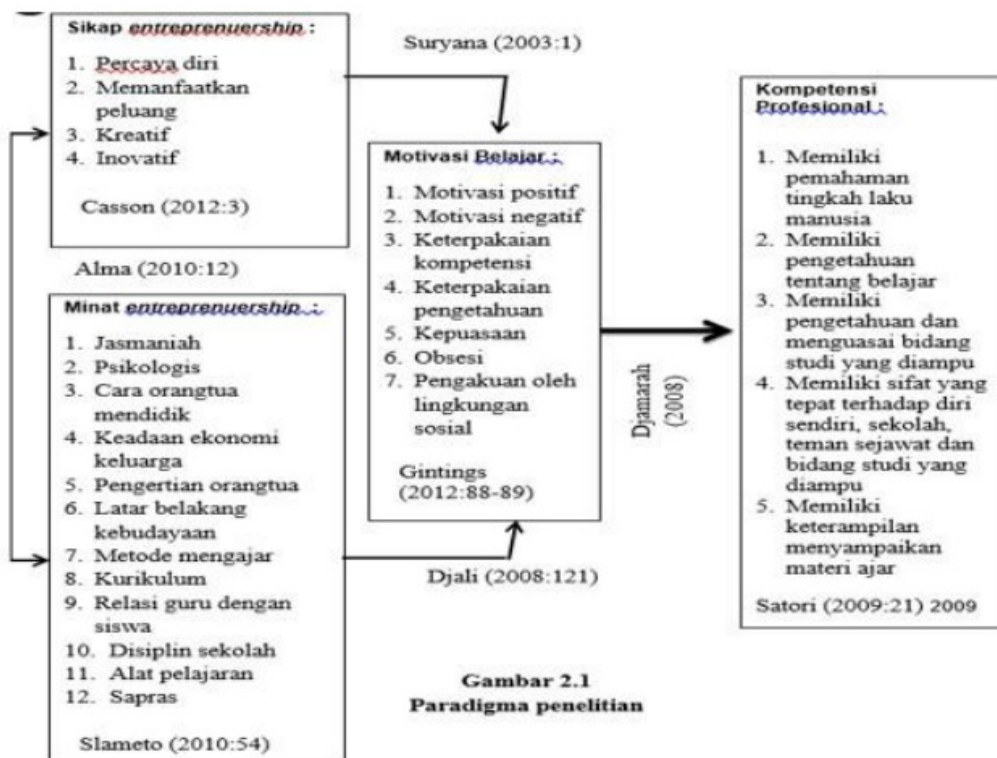 Sikap entreprenuership :
1. Percaya diri
2. Memanfaatkan
peluang
3. Kreatif
4. Inovatif
Casson (2012:3)
Suryana (2003:1)
Alma (2010:12)
Minat entreprenuership :
1. Jasmaniah
2. Psikologis
3. Cara orangtua
mendidik
4. Keadaan ekonomi
keluarga
5. Pengertian orangtua
6. Latar belakang
kebudayaan
7. Metode mengajar
8. Kurikulum
9. Relasi guru dengan
siswa
10. Disiplin sekolah
11. Alat pelajaran
12. Sapras
Slameto (2010:54)
Motivasi Belajar :
1. Motivasi positif
2. Motivasi negatif
3. Keterpakaian
kompetensi
4. Keterpakaian
pengetahuan
5. Kepuasaan
6. Obsesi
7. Pengakuan oleh
lingkungan
sosial
Gintings
(2012:88-89)
Djali (2008:121)
Djamarah
(2008)
Kompetensi
Profesional :
1. Memiliki
pemahaman
tingkah laku
manusia
2. Memiliki
pengetahuan
tentang belajar
3. Memiliki
pengetahuan dan
menguasai bidang
studi yang diampu
4. Memiliki sifat yang
tepat terhadap diri
sendiri, sekolah,
teman sejawat dan
bidang studi yang
diampu
5. Memiliki
keterampilan
menyampaikan
materi ajar
Satori (2009:21) 2009
Gambar 2.1
Paradigma penelitian